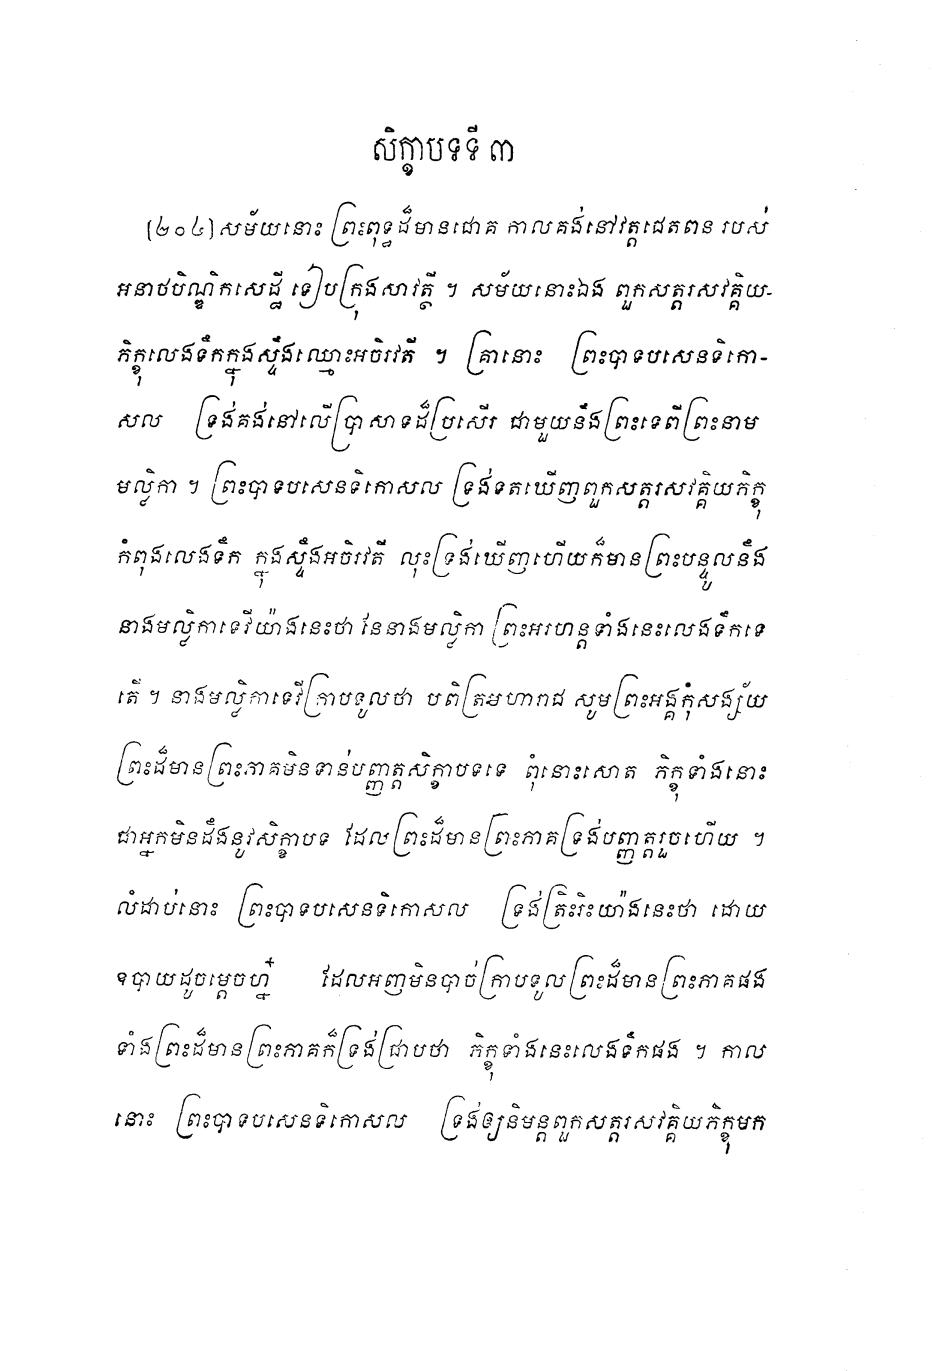 សិក្ខាបទទី ៣
(២០៤) សម័យនោះ ព្រះពុទ្ធដ៏មានជោគ កាលគង់នៅវត្តជេតពន របស់
អនាថបិណ្ឌិកសេដ្ឋី ទៀបក្រុងសាវត្ថី ។ សម័យនោះឯង ពួកសត្តរសវគ្គិយ-
ភិក្ខុលេងទឹកក្នុងស្ទឹងឈ្មោះអចិរវតី ។ គ្រានោះ ព្រះបាទបសេនទិកោ-
សល ទ្រង់គង់នៅលើប្រាសាទដ៏ប្រសើរ ជាមួយនឹងព្រះទេពីព្រះនាម
មល្លិកា ។ ព្រះបាទបសេនទិកោសល ទ្រង់ទតឃើញពួកសត្តរសវគ្គិយភិក្ខុ
កំពុងលេងទឹក ក្នុងស្ទឹងអចិរវតី លុះទ្រង់ឃើញហើយក៏មានព្រះបន្ទូលនឹង
នាងមល្លិកាទេវីយ៉ាងនេះថា នែនាងមល្លិកា ព្រះអរហន្តទាំងនេះលេងទឹកទេ
តើ ។ នាងមល្លិកាទេវីក្រាបទូលថា បពិត្រមហារាជ សូមព្រះអង្គកុំសង្ស័យ
ព្រះដ៏មានព្រះភាគមិនទាន់បញ្ញត្តសិក្ខាបទទេ ពុំនោះសោត ភិក្ខុទាំងនោះ
ជាអ្នកមិនដឹងនូវសិក្ខាបទ ដែលព្រះដ៏មានព្រះភាគទ្រង់បញ្ញត្តរួចហើយ ។
លំដាប់នោះ ព្រះបាទបសេនទិកោសល ទ្រង់ត្រិះរិះយ៉ាងនេះថា ដោយ
ឧបាយដូចម្តេចហ្ន៎ ដែលអញមិនបាច់ក្រាបទូលព្រះដ៏មានព្រះភាគផង
ទាំងព្រះដ៏មានព្រះភាគក៏ទ្រង់ជ្រាបថា ភិក្ខុទាំងនេះលេងទឹកផង ។ កាល
នោះ ព្រះបាទបសេនទិកោសល ទ្រង់ឲ្យនិមន្តពួកសត្តរសវគ្គិយភិក្ខុមក